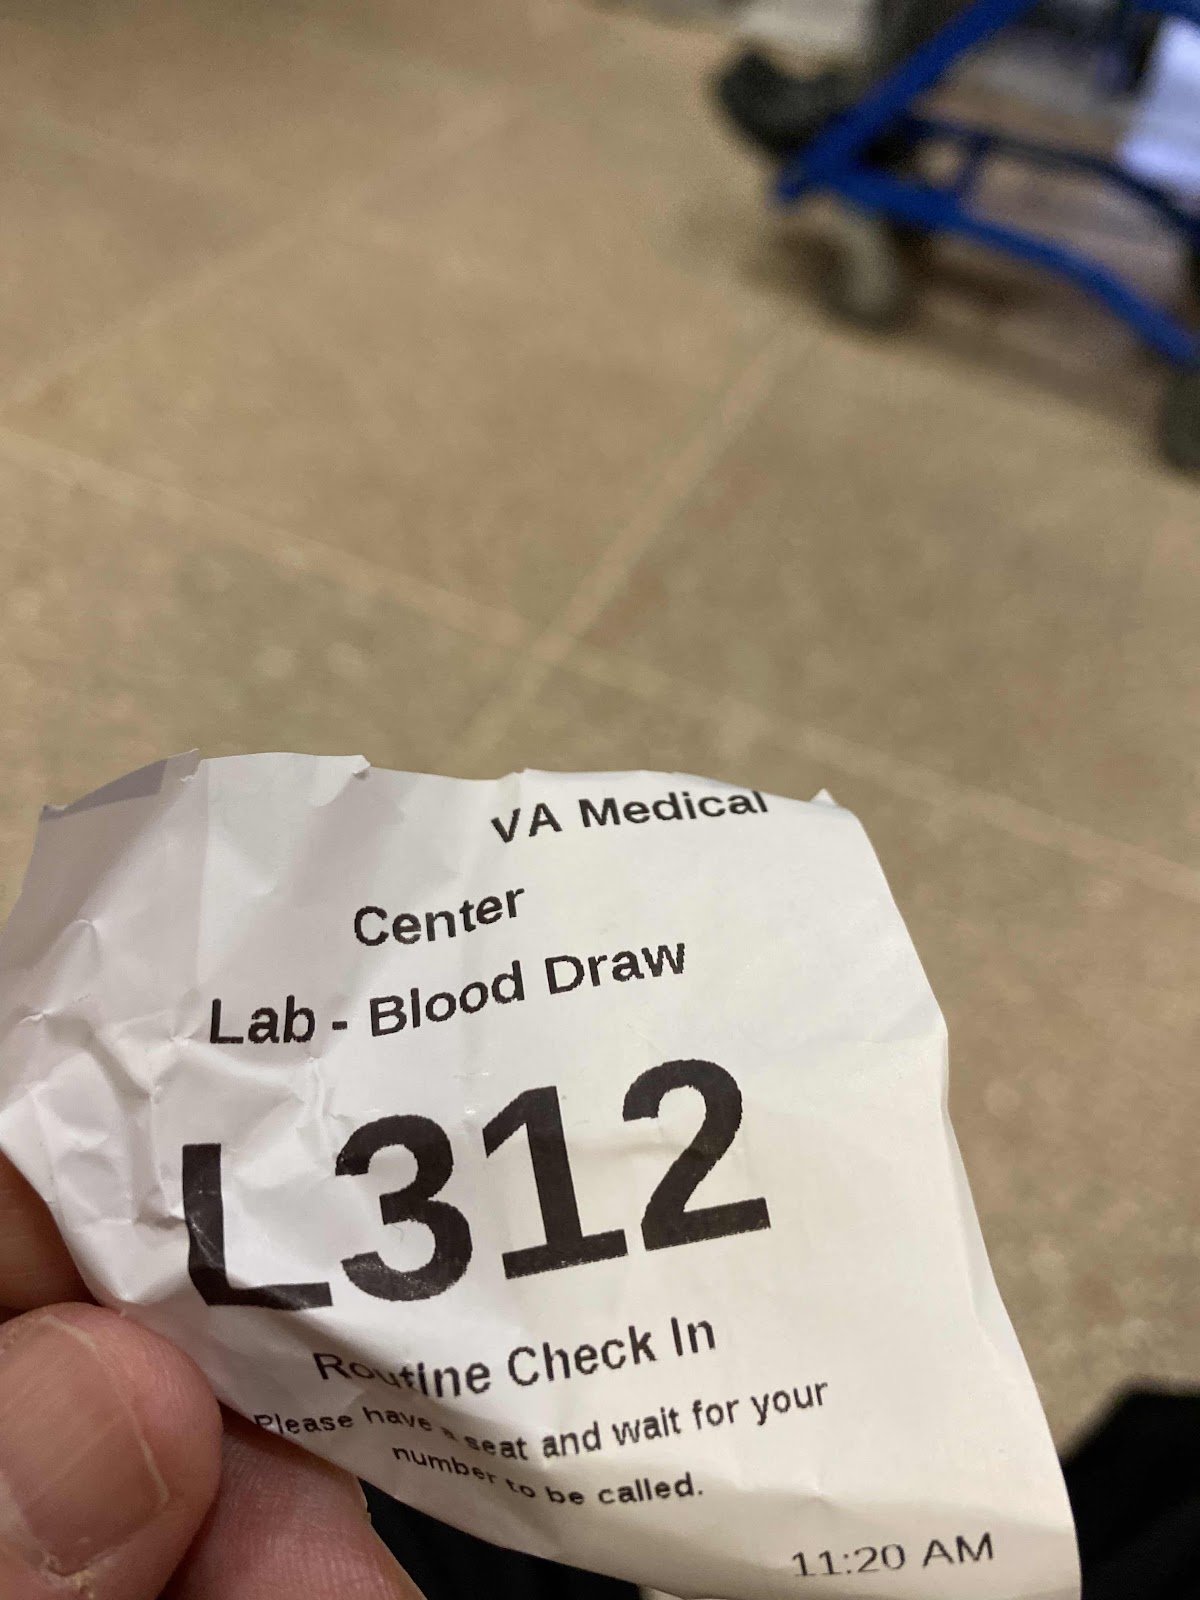 VA Medical
Center
Lab - Blood Draw
L312
Routine Check In
Please have a seat and wait for your
number to be called.
11:20 AM